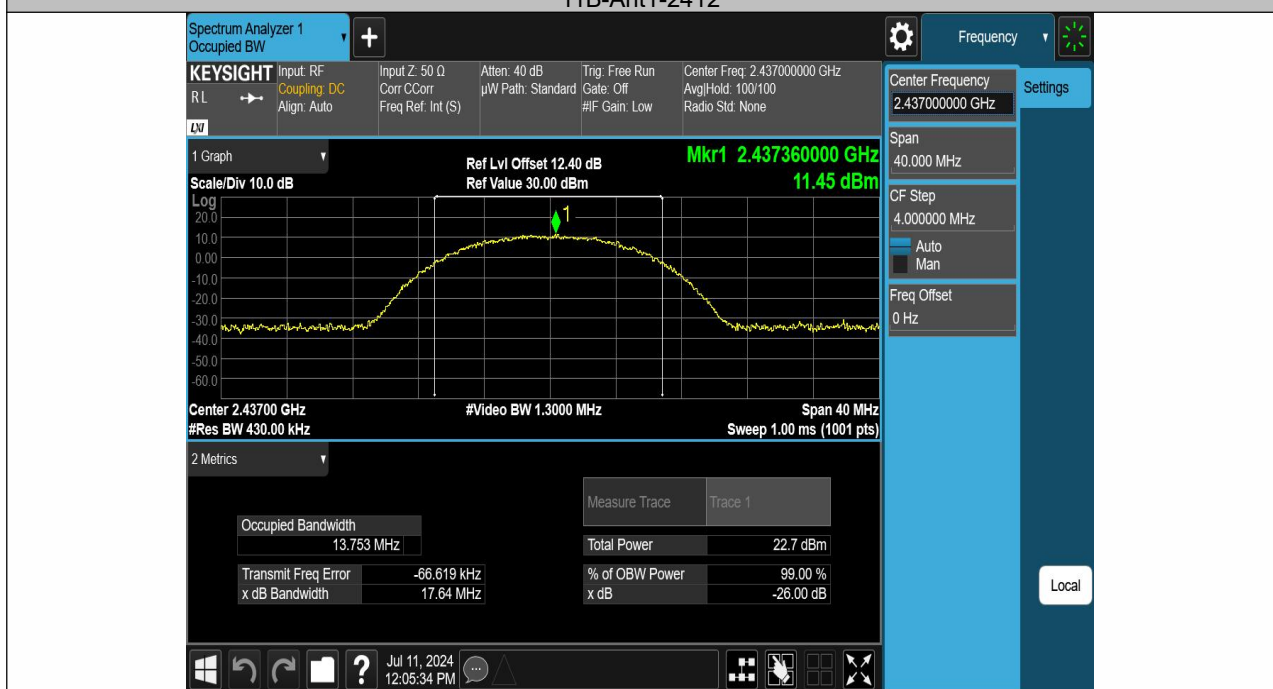 11B-Ant1-2412
Spectrum Analyzer 1
Occupied BW
+
Frequency
KEYSIGHT
RL
LXI
Input: RF
Coupling: DC
Align: Auto
Input Z: 50 Ω
Corr CCorr
Freq Ref: Int (S)
Atten: 40 dB
µW Path: Standard
Trig: Free Run
Gate: Off
#IF Gain: Low
Center Freq: 2.437000000 GHz
Avg|Hold: 100/100
Radio Std: None
Center Frequency
2.437000000 GHz
Settings
Span
40.000 MHz
CF Step
4.000000 MHz
Auto
Man
Freq Offset
0 Hz
Local
1 Graph
Scale/Div 10.0 dB
Ref Lvl Offset 12.40 dB
Ref Value 30.00 dBm
Mkr1 2.437360000 GHz
11.45 dBm
Log
20.0
10.0
0.00
-10.0
-20.0
-30.0
-40.0
-50.0
-60.0
1
Center 2.43700 GHz
#Video BW 1.3000 MHz
Span 40 MHz
#Res BW 430.00 kHz
Sweep 1.00 ms (1001 pts)
2 Metrics
Measure Trace Trace 1
Occupied Bandwidth
13.753 MHz
Total Power 22.7 dBm
Transmit Freq Error -66.619 kHz
% of OBW Power 99.00 %
x dB Bandwidth 17.64 MHz
x dB -26.00 dB
?
Jul 11, 2024
12:05:34 PM